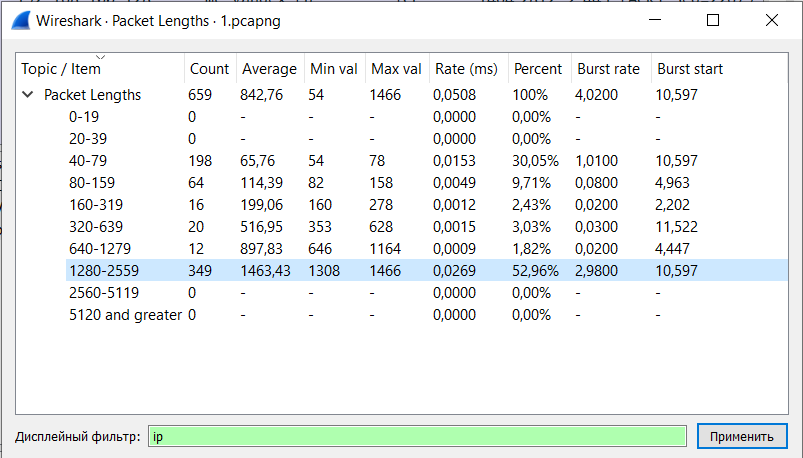 Wireshark · Packet Lengths · 1.pcapng
Topic / Item Count Average Min val Max val Rate (ms) Percent Burst rate Burst start
Packet Lengths 659 842,76 54 1466 0,0508 100% 4,0200 10,597
0-19 0 - - - 0,0000 0,00% - -
20-39 0 - - - 0,0000 0,00% - -
40-79 198 65,76 54 78 0,0153 30,05% 1,0100 10,597
80-159 64 114,39 82 158 0,0049 9,71% 0,0800 4,963
160-319 16 199,06 160 278 0,0012 2,43% 0,0200 2,202
320-639 20 516,95 353 628 0,0015 3,03% 0,0300 11,522
640-1279 12 897,83 646 1164 0,0009 1,82% 0,0200 4,447
1280-2559 349 1463,43 1308 1466 0,0269 52,96% 2,9800 10,597
2560-5119 0 - - - 0,0000 0,00% - -
5120 and greater 0 - - - 0,0000 0,00% - -
Дисплейный фильтр: ip Применить